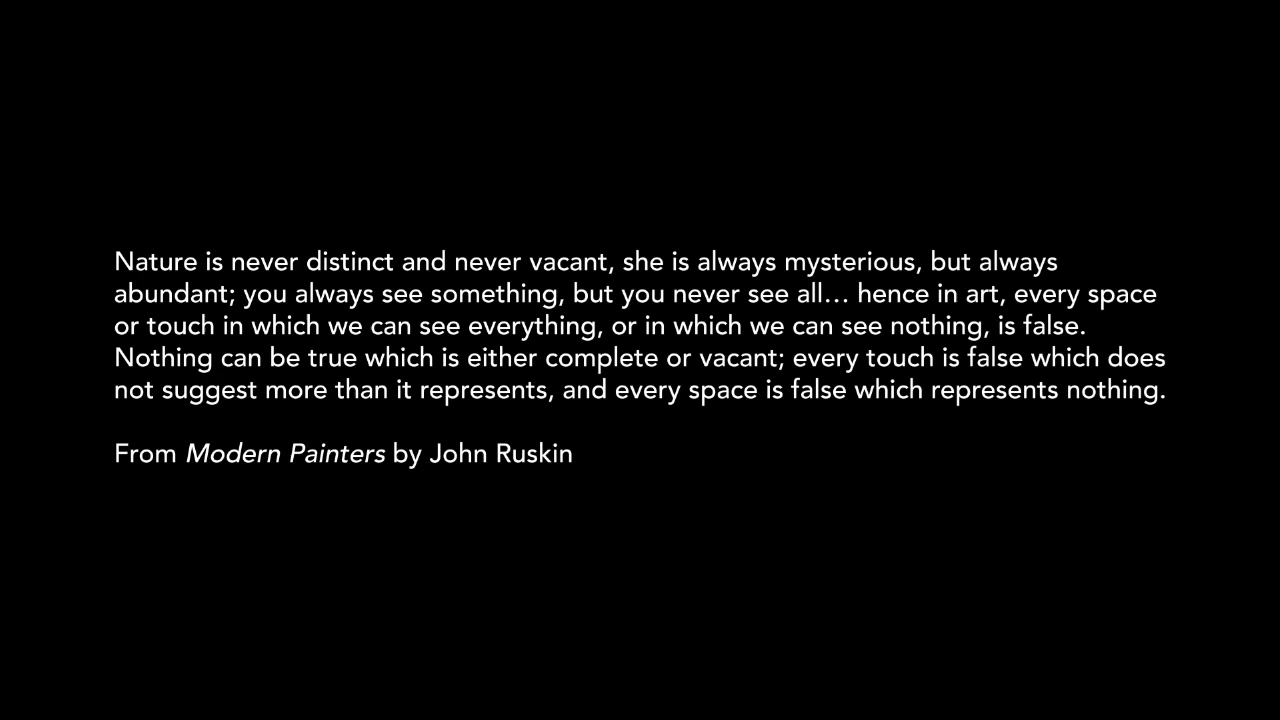 Nature is never distinct and never vacant, she is always mysterious, but always
abundant; you always see something, but you never see all… hence in art, every space
or touch in which we can see everything, or in which we can see nothing, is false.
Nothing can be true which is either complete or vacant; every touch is false which does
not suggest more than it represents, and every space is false which represents nothing.
From Modern Painters by John Ruskin